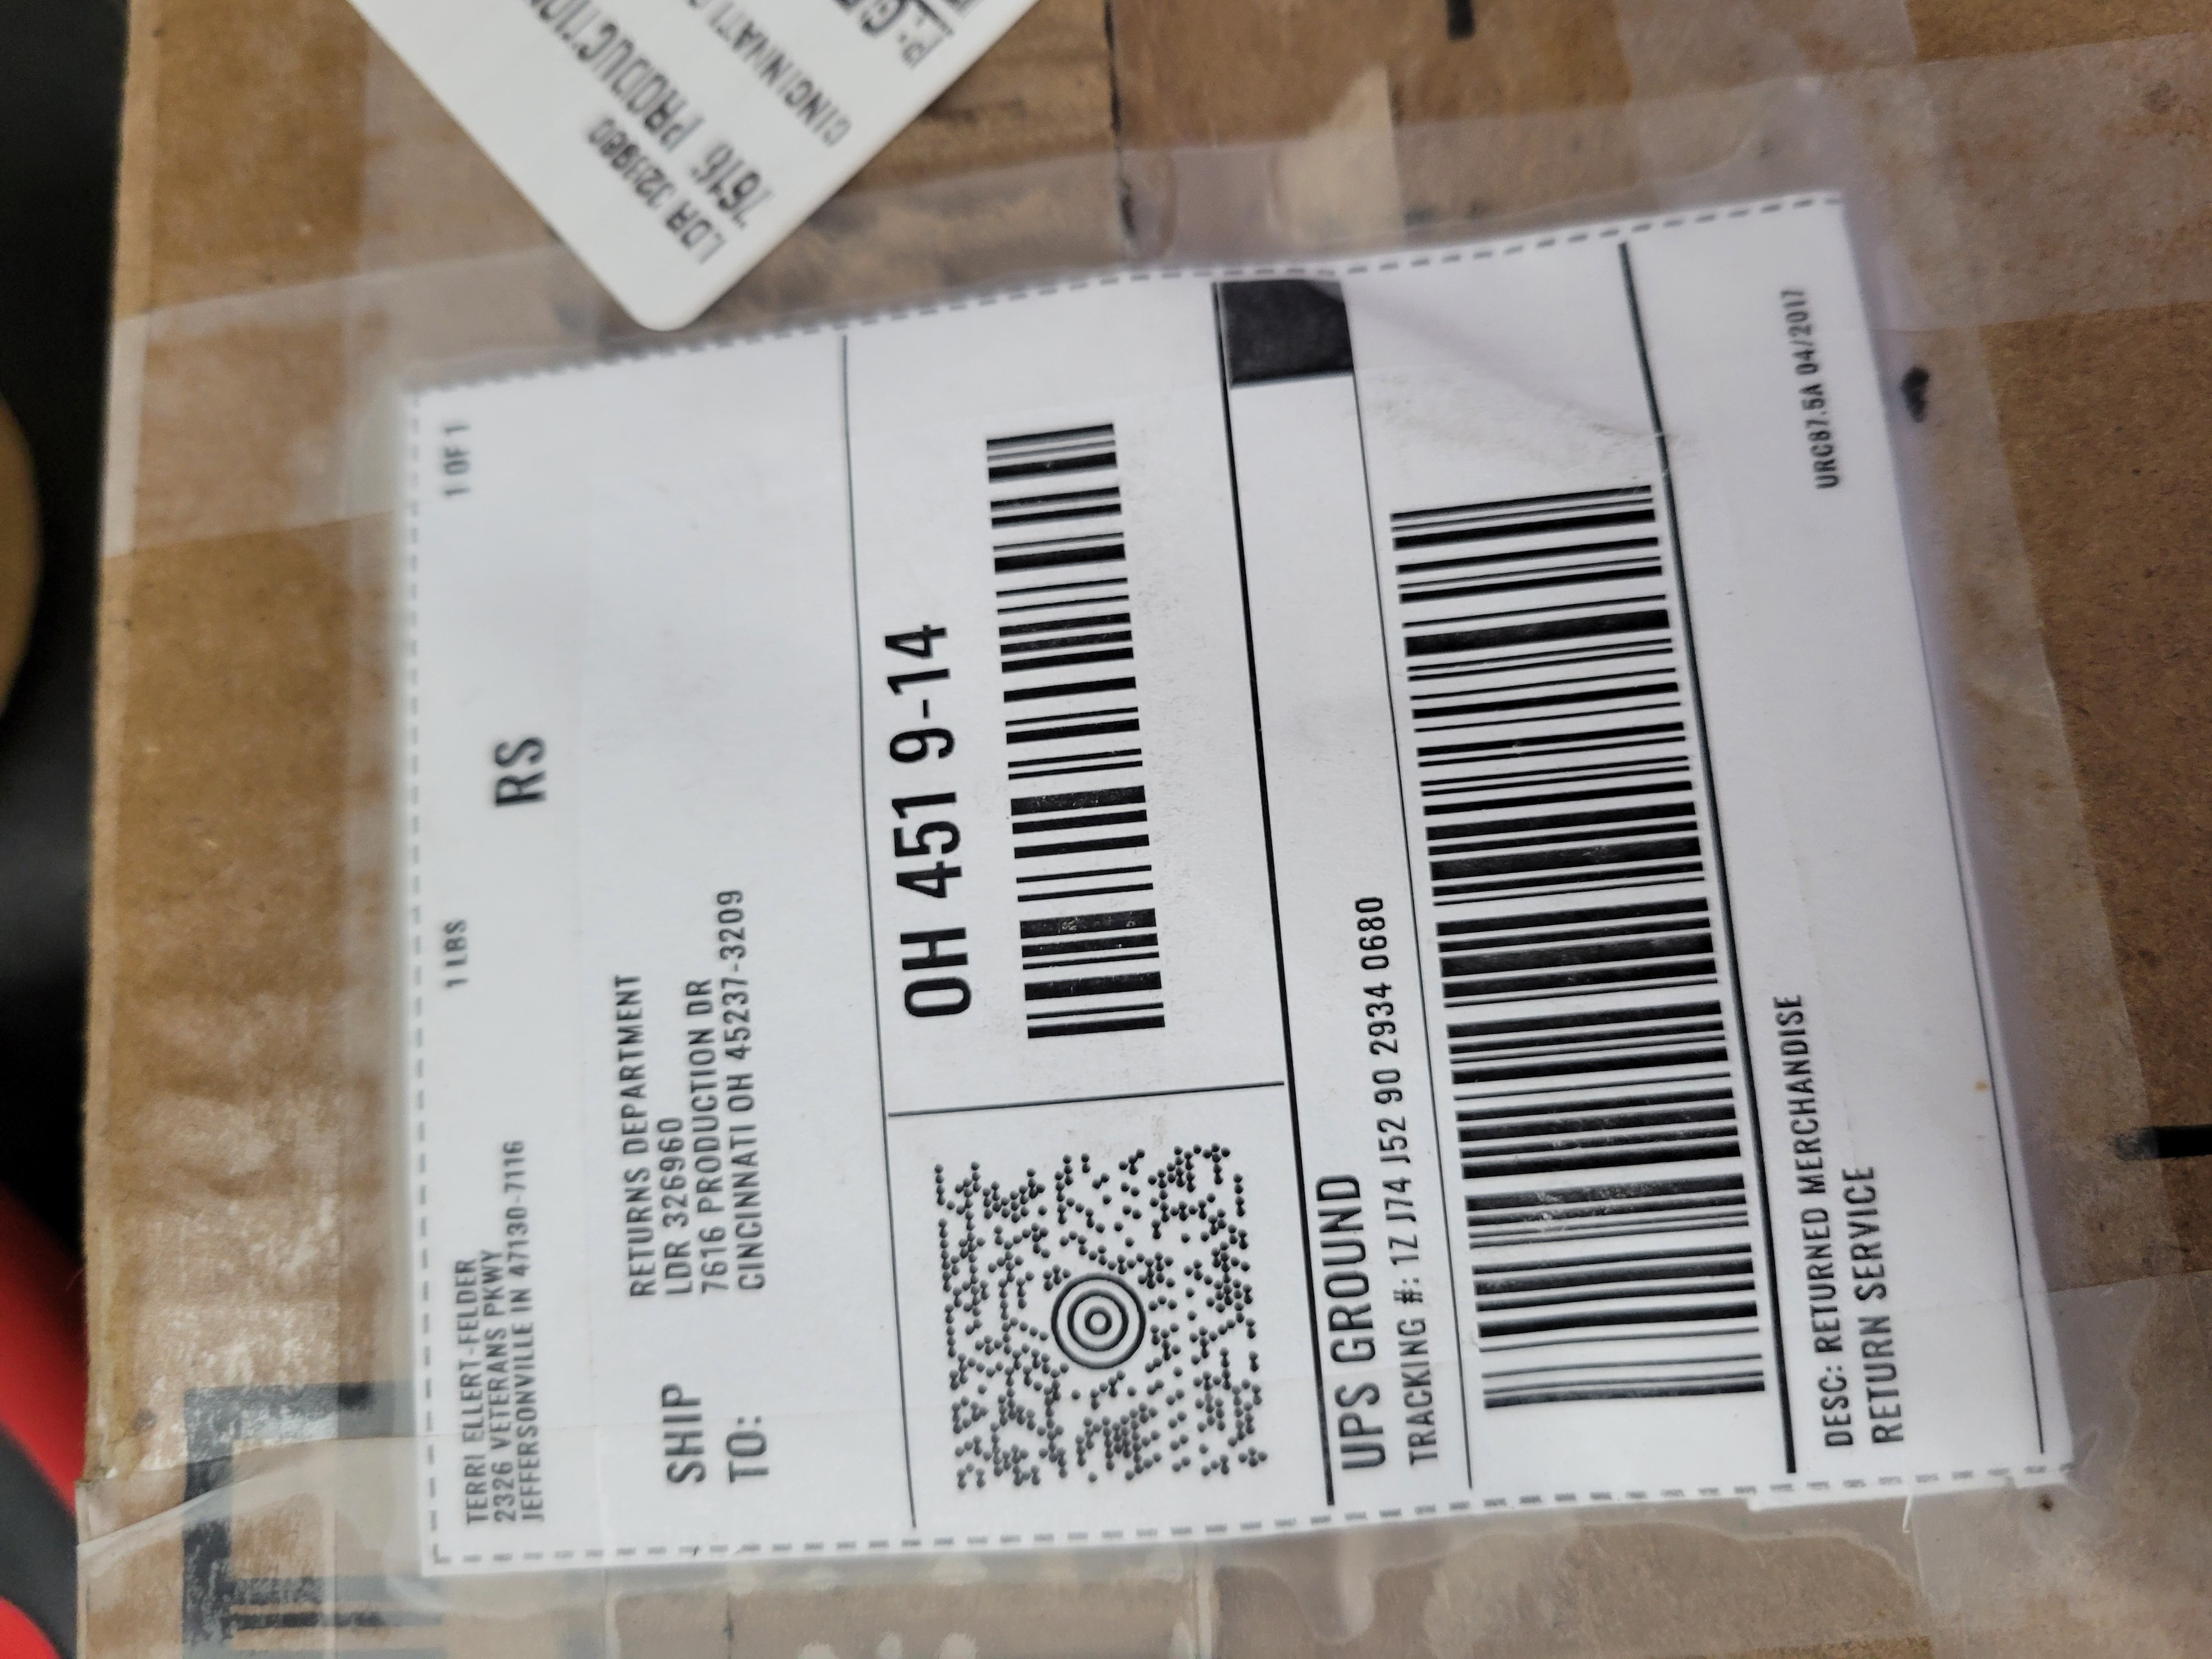 TERRI ELLERT-FELDER
2326 VETERANS PKWY
JEFFERSONVILLE IN 47130-7116
1 LBS
1 OF 1
RS
SHIP
TO:
RETURNS DEPARTMENT
LDR 326960
7616 PRODUCTION DR
CINCINNATI OH 45237-3209
OH 451 9-14
UPS GROUND
TRACKING #: 1Z J74 J52 90 2934 0680
DESC: RETURNED MERCHANDISE
RETURN SERVICE
URC87.5A 04/2017
LDR
7616 PRODUCTION
CINCINNATI
P: